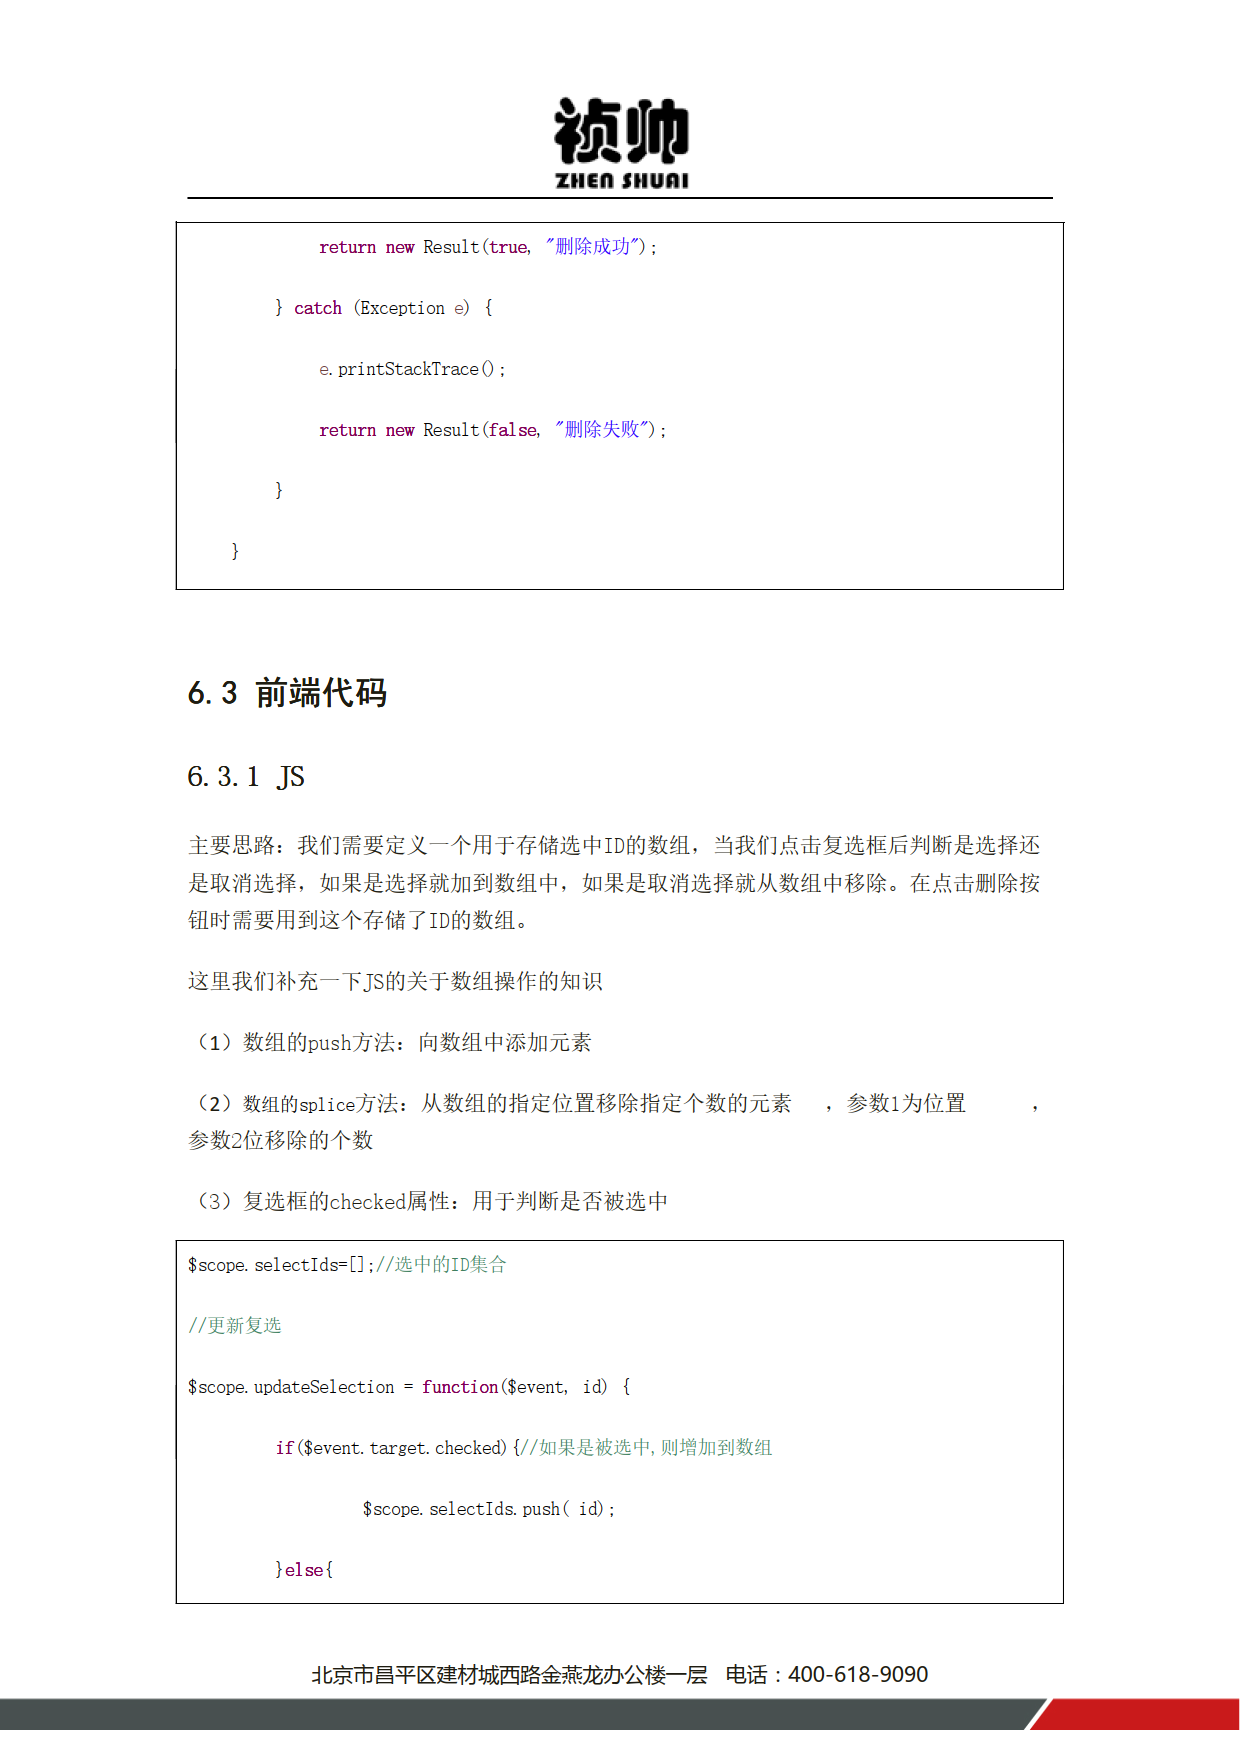 祯帅
ZHEN SHUAI
return new Result(true, "删除成功");
} catch (Exception e) {
e.printStackTrace();
return new Result(false, "删除失败");
}
}
6.3 前端代码
6.3.1 JS
主要思路：我们需要定义一个用于存储选中ID的数组，当我们点击复选框后判断是选择还
是取消选择，如果是选择就加到数组中，如果是取消选择就从数组中移除。在点击删除按
钮时需要用到这个存储了ID的数组。
这里我们补充一下JS的关于数组操作的知识
（1）数组的push方法：向数组中添加元素
（2）数组的splice方法：从数组的指定位置移除指定个数的元素 ，参数1为位置 ，
参数2位移除的个数
（3）复选框的checked属性：用于判断是否被选中
$scope.selectIds=[];//选中的ID集合
//更新复选
$scope.updateSelection = function($event, id) {
if($event.target.checked){//如果是被选中,则增加到数组
$scope.selectIds.push( id);
}else{
北京市昌平区建材城西路金燕龙办公楼一层 电话：400-618-9090